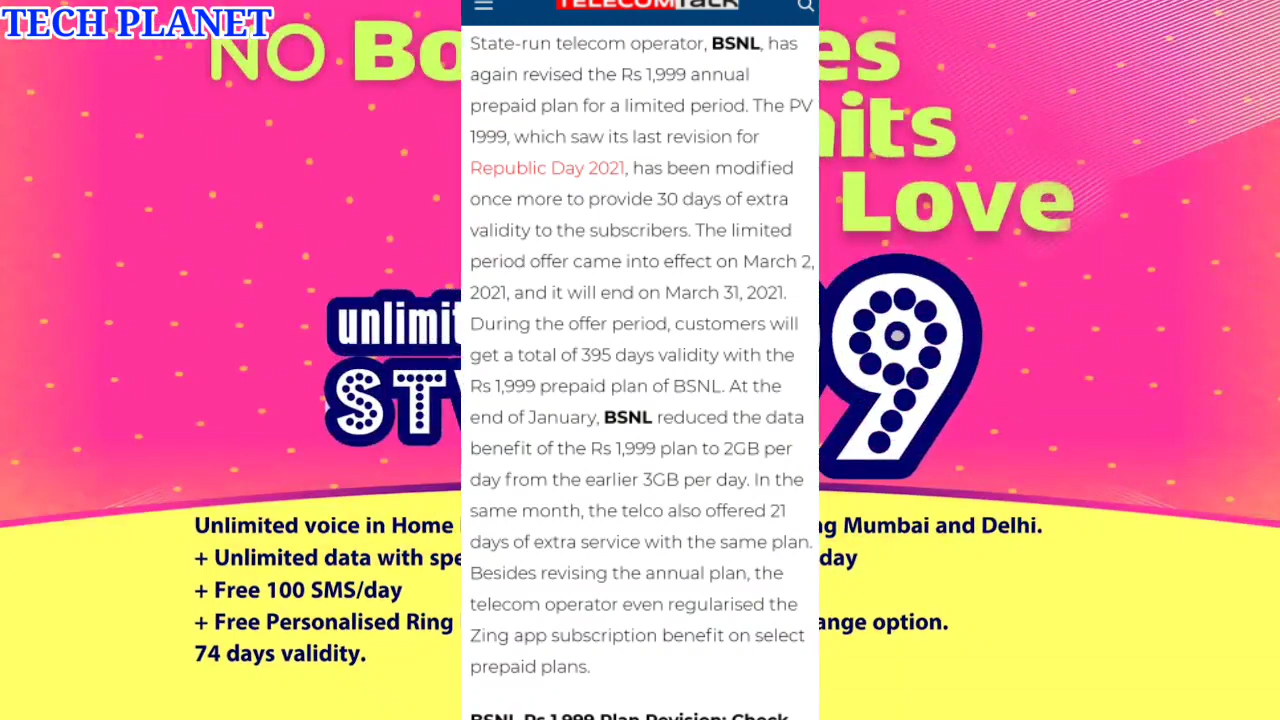 TECH PLANET
NO
TELECOMTalk
State-run telecom operator, BSNL, has
again revised the Rs 1,999 annual
prepaid plan for a limited period. The PV
1999, which saw its last revision for
Republic Day 2021, has been modified
once more to provide 30 days of extra
validity to the subscribers. The limited
period offer came into effect on March 2,
2021, and it will end on March 31, 2021.
During the offer period, customers will
get a total of 395 days validity with the
Rs 1,999 prepaid plan of BSNL. At the
end of January, BSNL reduced the data
benefit of the Rs 1,999 plan to 2GB per
day from the earlier 3GB per day. In the
same month, the telco also offered 21
days of extra service with the same plan.
Besides revising the annual plan, the
telecom operator even regularised the
Zing app subscription benefit on select
prepaid plans.
BSNL Rs 1,999 Plan Revision: Check
Love
9
Unlimited voice in Home
Mumbai and Delhi.
+ Unlimited data with
day
+ Free 100 SMS/day
+ Free Personalised Ring
option.
74 days validity.